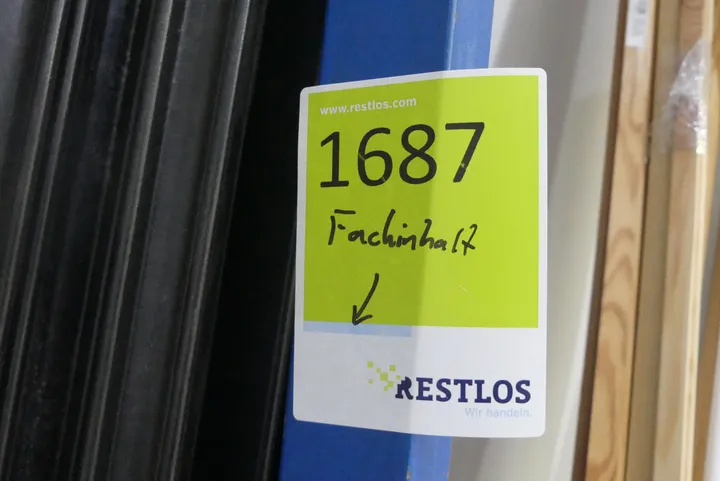 www.restlos.com
1687
Fachinhalt
RESTLOS
Wir handeln.